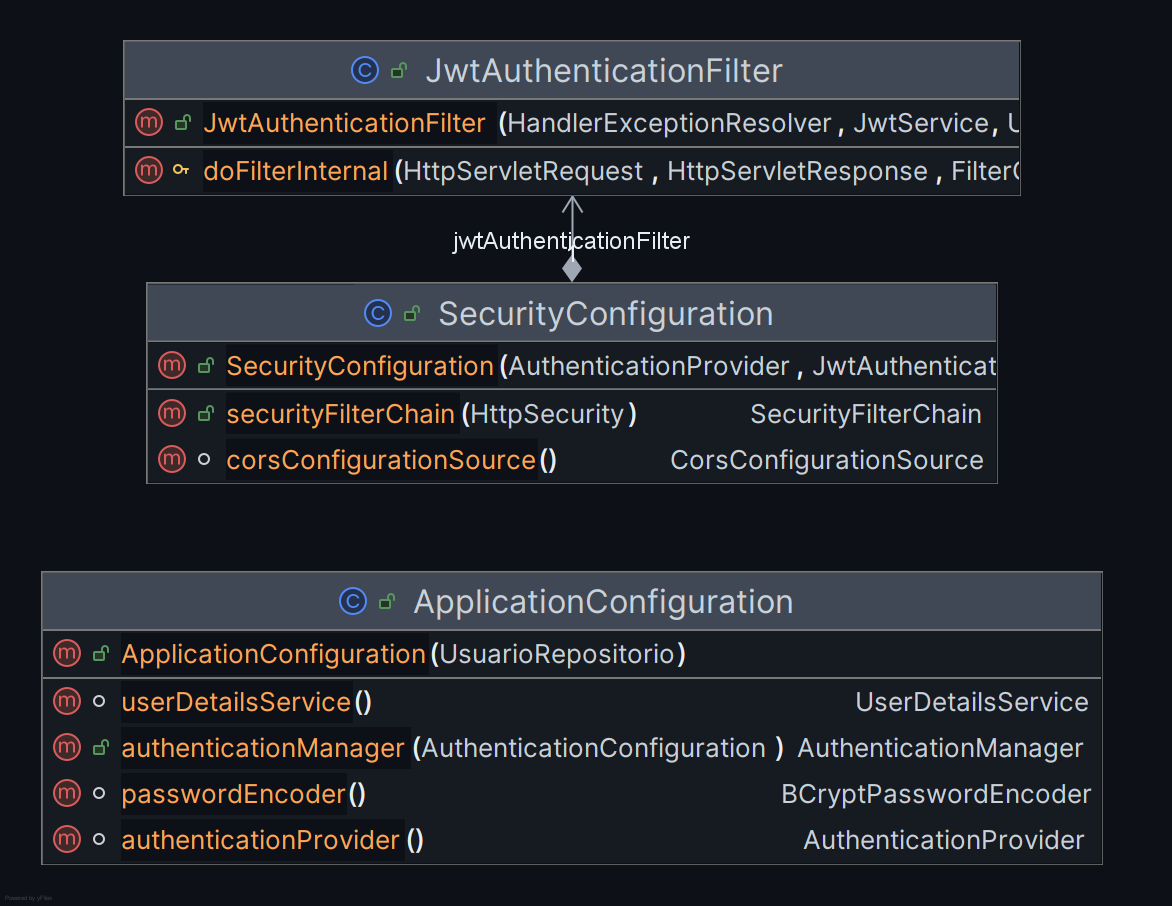 JwtAuthenticationFilter
JwtAuthenticationFilter (HandlerExceptionResolver , JwtService, U
doFilterInternal (HttpServletRequest , HttpServletResponse , FilterC
jwtAuthenticationFilter
SecurityConfiguration
SecurityConfiguration (AuthenticationProvider , JwtAuthenticat
securityFilterChain (HttpSecurity) SecurityFilterChain
corsConfigurationSource () CorsConfigurationSource
ApplicationConfiguration
ApplicationConfiguration (UsuarioRepositorio)
userDetailsService () UserDetailsService
authenticationManager (AuthenticationConfiguration ) AuthenticationManager
passwordEncoder () BCryptPasswordEncoder
authenticationProvider () AuthenticationProvider
Powered by yFiles